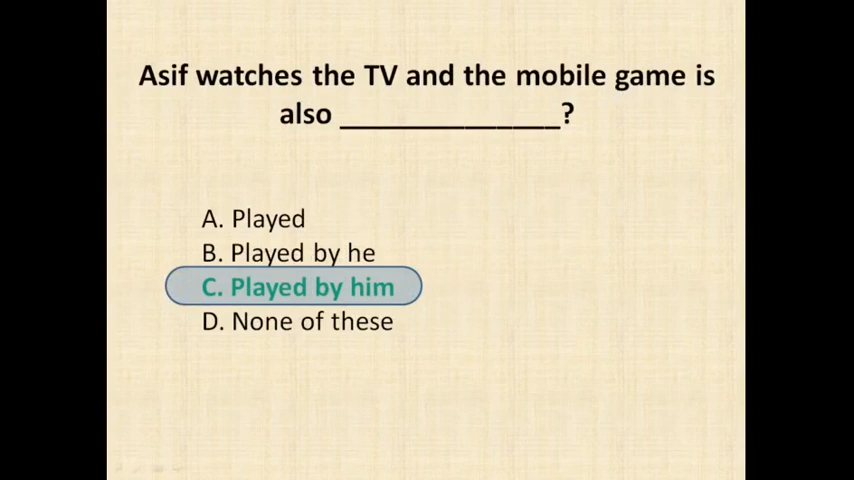 Asif watches the TV and the mobile game is
also _______________?
A. Played
B. Played by he
C. Played by him
D. None of these